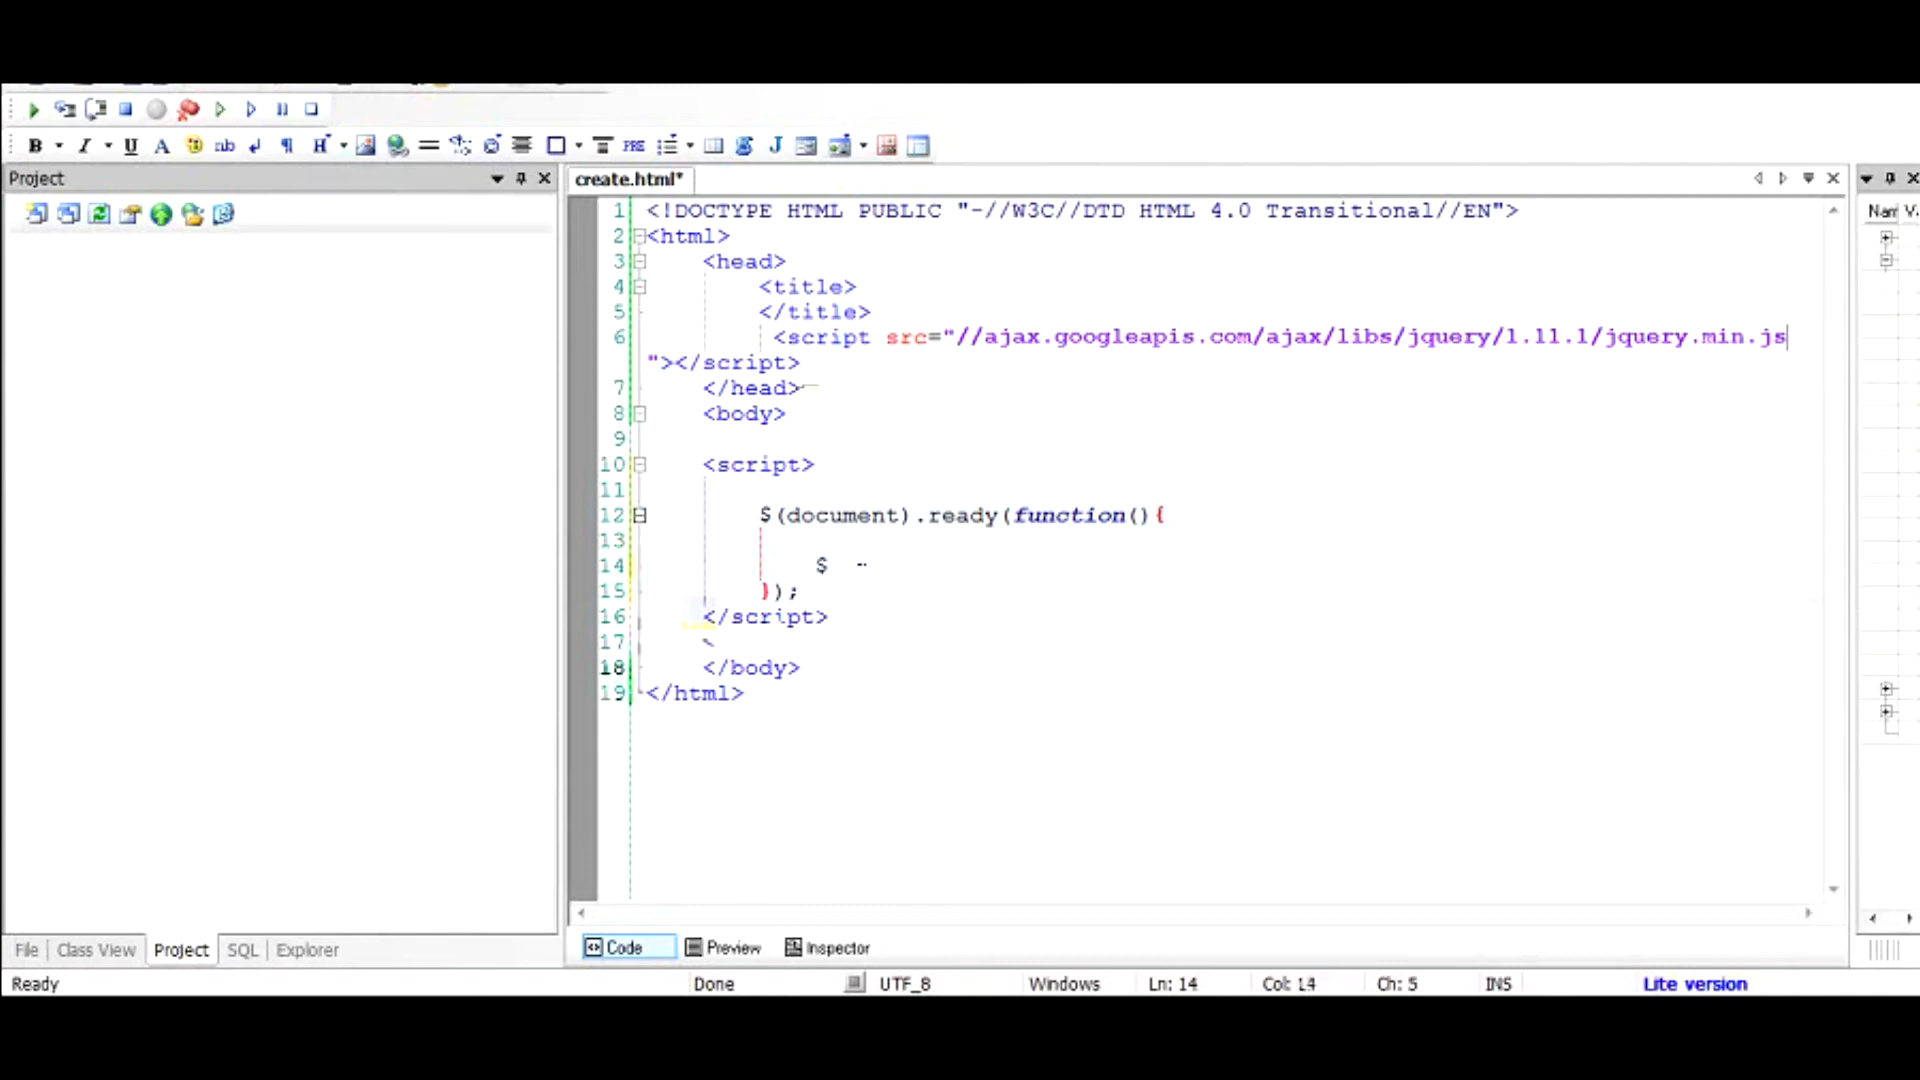 B I U A ab H PRE J
Project
create.html*
Nam V
1 <!DOCTYPE HTML PUBLIC "-//W3C//DTD HTML 4.0 Transitional//EN">
2 <html>
3 <head>
4 <title>
5 </title>
6 <script src="//ajax.googleapis.com/ajax/libs/jquery/1.11.1/jquery.min.js
"></script>
7 </head>
8 <body>
9
10 <script>
11
12 $(document).ready(function(){
13
14 $
15 });
16 </script>
17
18 </body>
19 </html>
File Class View Project SQL Explorer
Code Preview Inspector
Ready Done UTF_8 Windows Ln: 14 Col: 14 Ch: 5 INS Lite version